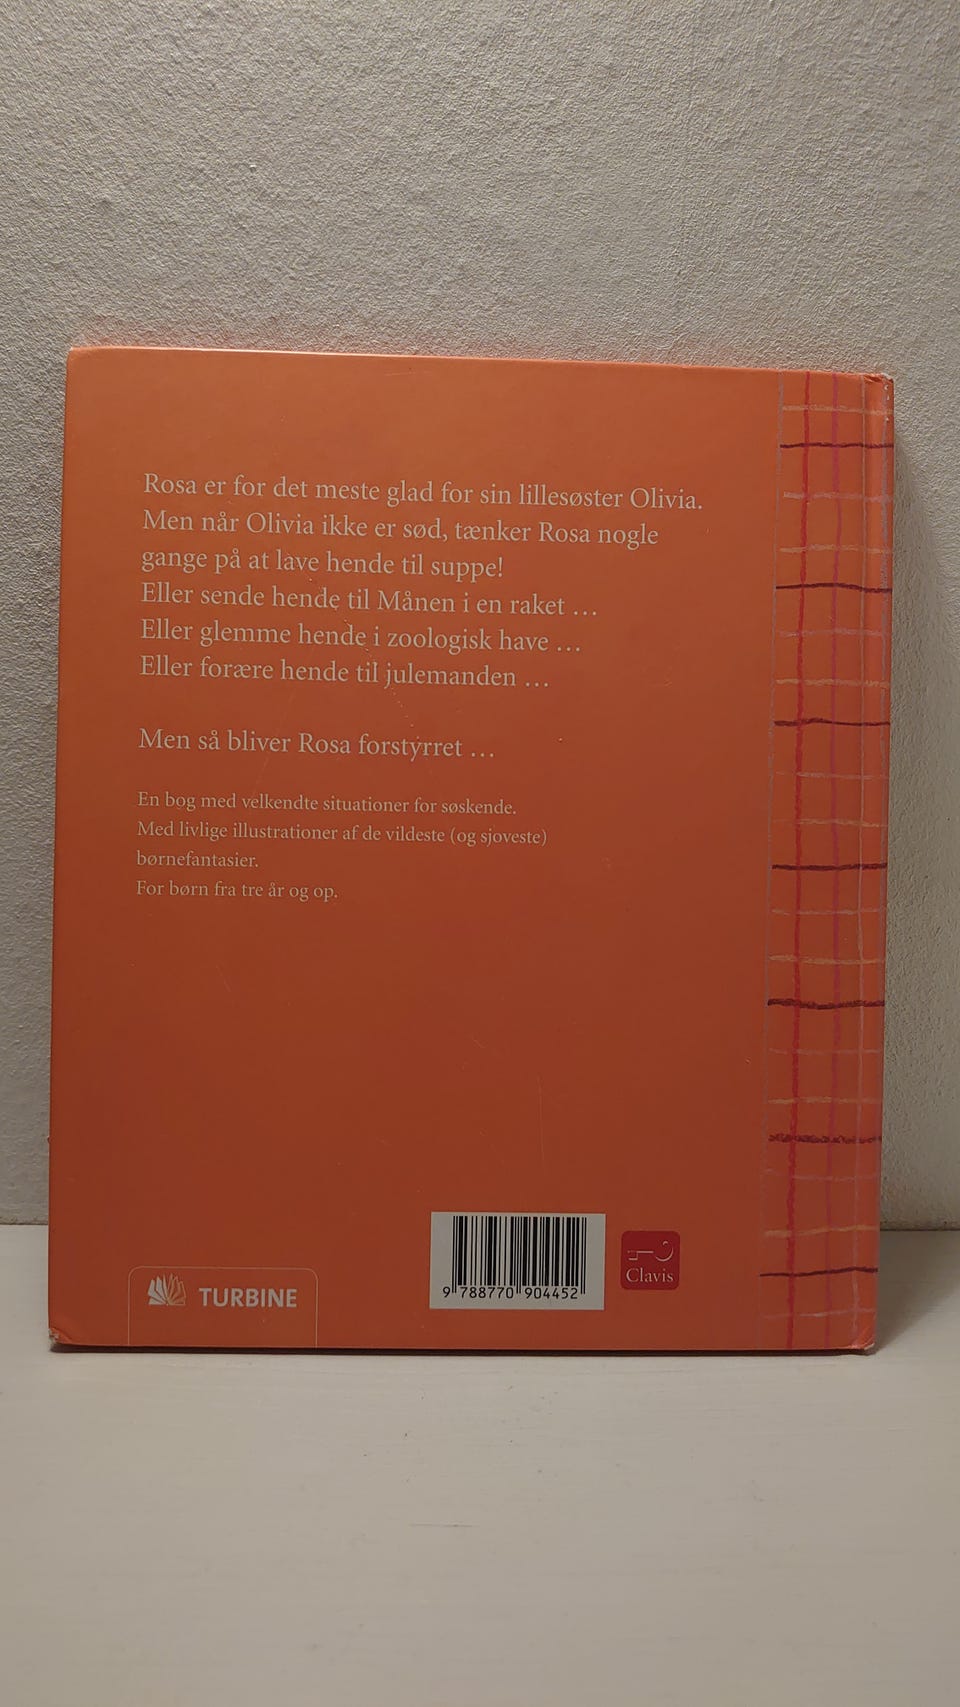 Rosa er for det meste glad for sin lillesøster Olivia.
Men når Olivia ikke er sød, tænker Rosa nogle
gange på at lave hende til suppe!
Eller sende hende til Månen i en raket ...
Eller glemme hende i zoologisk have ...
Eller forære hende til julemanden ...
Men så bliver Rosa forstyrret ...
En bog med velkendte situationer for søskende.
Med livlige illustrationer af de vildeste (og sjoveste)
børnefantasier.
For børn fra tre år og op.
TURBINE
9 788770 904452
Clavis